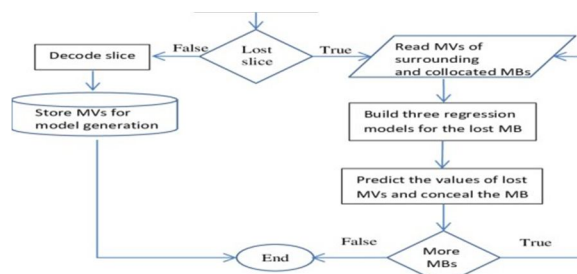 False
Lost
slice
True
Decode slice
Read MVs of
surrounding
and collocated MBs
Store MVs for
model generation
Build three regression
models for the lost MB
Predict the values of lost
MVs and conceal the MB
False
More
MBs
True
End